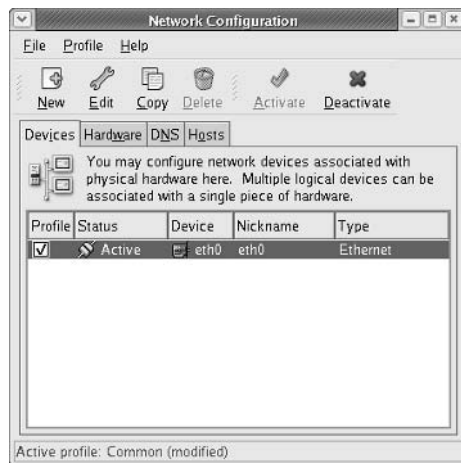 Network Configuration
File Profile Help
New Edit Copy Delete Activate Deactivate
Devices Hardware DNS Hosts
You may configure network devices associated with
physical hardware here. Multiple logical devices can be
associated with a single piece of hardware.
Profile Status Device Nickname Type
Active eth0 eth0 Ethernet
Active profile: Common (modified)